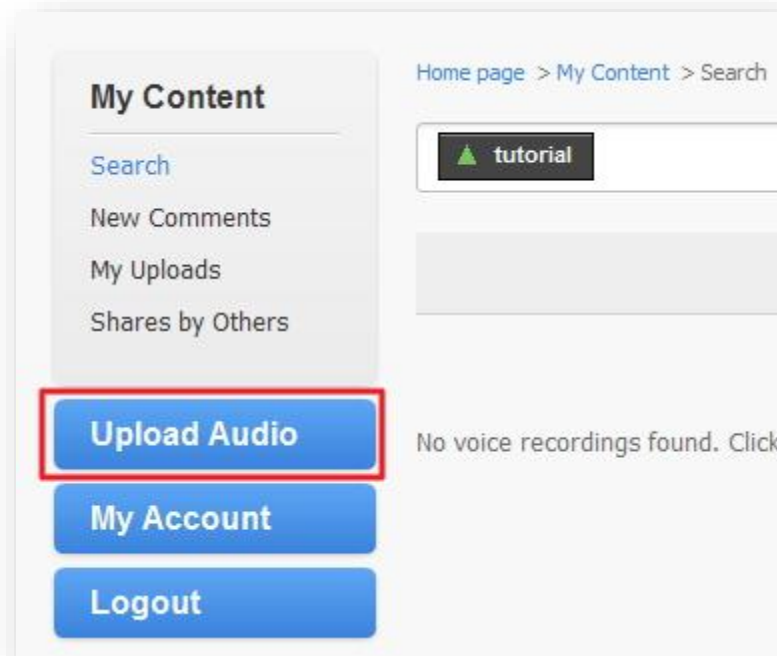 My Content
Search
New Comments
My Uploads
Shares by Others
Upload Audio
My Account
Logout
Home page > My Content > Search
tutorial
No voice recordings found. Click